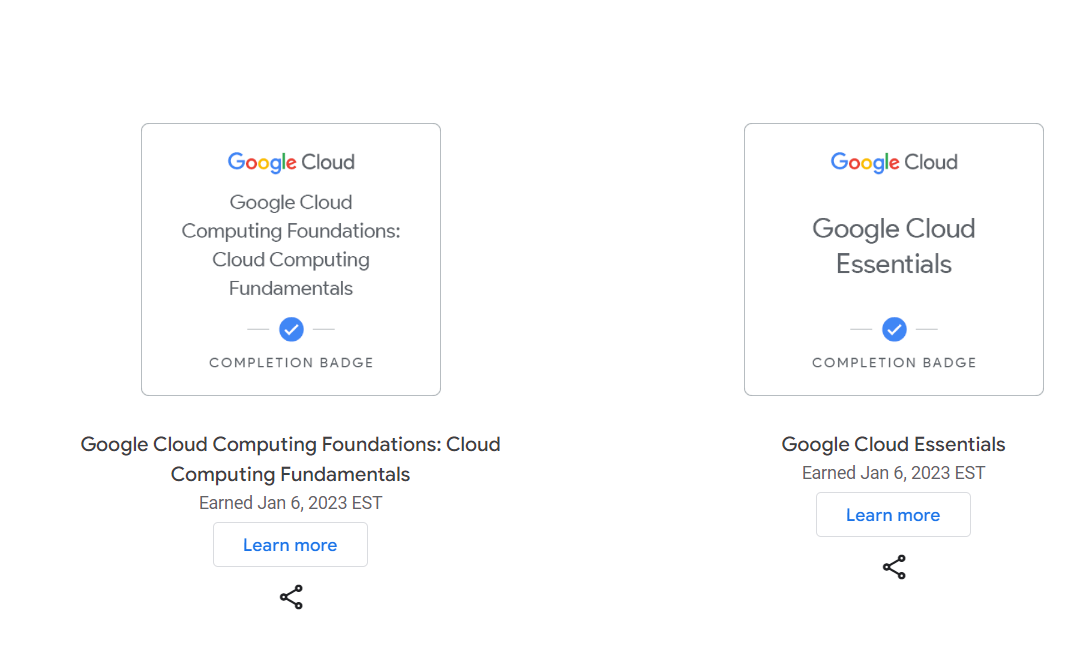 Google Cloud
Google Cloud
Computing Foundations:
Cloud Computing
Fundamentals
COMPLETION BADGE
Google Cloud Computing Foundations: Cloud
Computing Fundamentals
Earned Jan 6, 2023 EST
Learn more
Google Cloud
Google Cloud
Essentials
COMPLETION BADGE
Google Cloud Essentials
Earned Jan 6, 2023 EST
Learn more